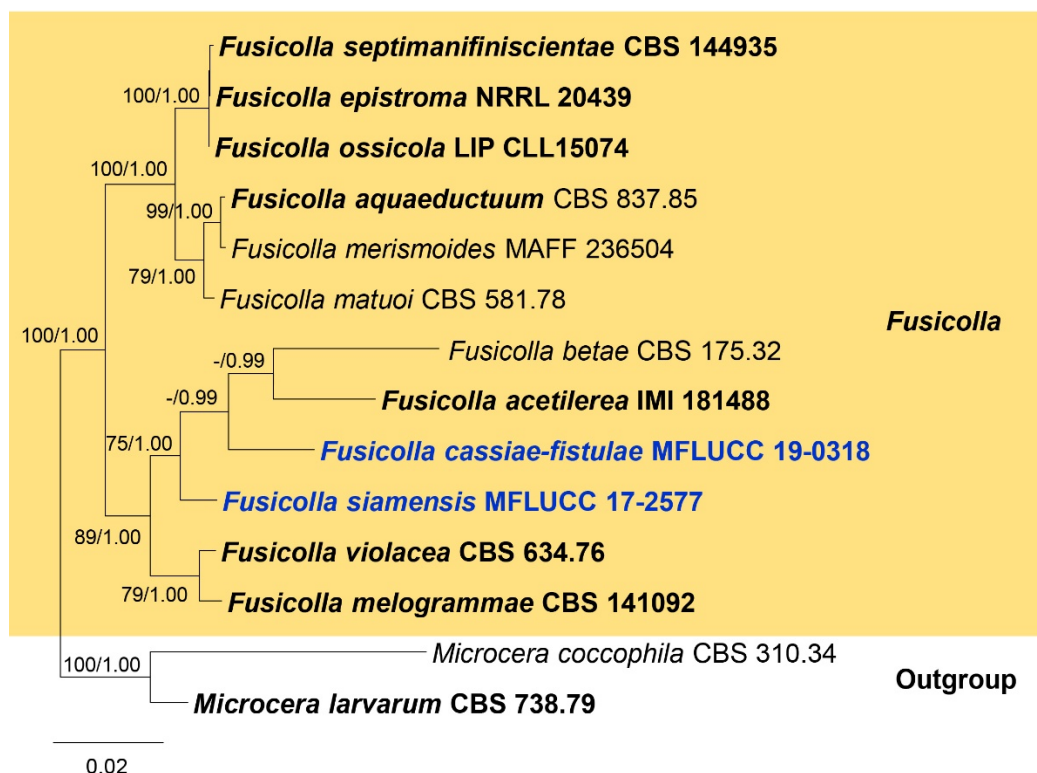 Fusicolla septimanifiniscientae CBS 144935
100/1.00
Fusicolla epistroma NRRL 20439
Fusicolla ossicola LIP CLL15074
100/1.00
Fusicolla aquaeductuum CBS 837.85
99/1.00
Fusicolla merismoides MAFF 236504
79/1.00
Fusicolla matuoi CBS 581.78
Fusicolla
100/1.00
Fusicolla betae CBS 175.32
-/0.99
-/0.99
Fusicolla acetilerea IMI 181488
75/1.00
Fusicolla cassiae-fistulae MFLUCC 19-0318
Fusicolla siamensis MFLUCC 17-2577
89/1.00
Fusicolla violacea CBS 634.76
79/1.00
Fusicolla melogrammae CBS 141092
Microcera coccophila CBS 310.34
100/1.00
Outgroup
Microcera larvarum CBS 738.79
0.02